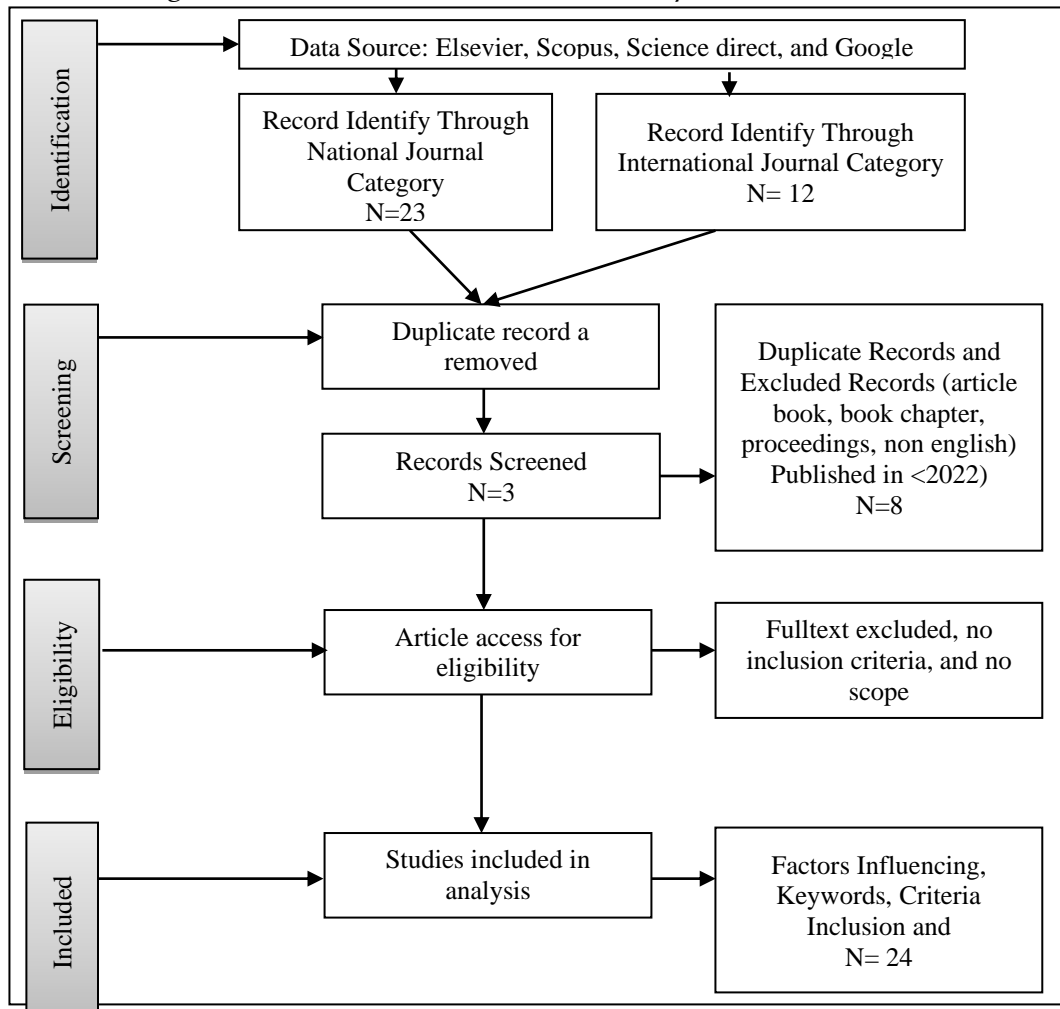 Identification
Data Source: Elsevier, Scopus, Science direct, and Google
Record Identify Through
National Journal
Category
N=23
Record Identify Through
International Journal Category
N= 12
Screening
Duplicate record a
removed
Records Screened
N=3
Duplicate Records and
Excluded Records (article
book, book chapter,
proceedings, non english)
Published in <2022)
N=8
Eligibility
Article access for
eligibility
Fulltext excluded, no
inclusion criteria, and no
scope
Included
Studies included in
analysis
Factors Influencing,
Keywords, Criteria
Inclusion and
N= 24